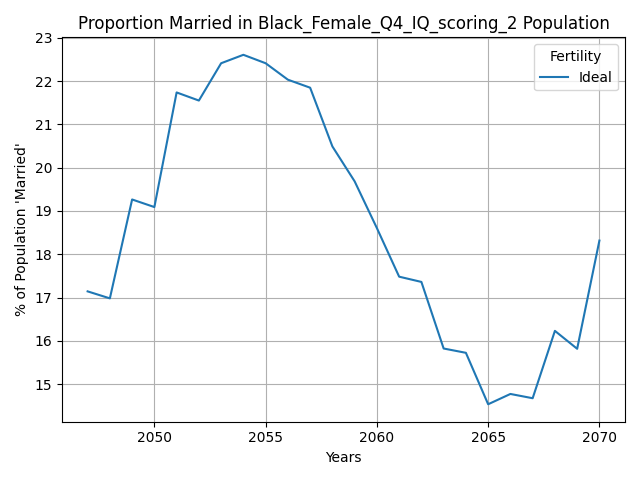 Proportion Married in Black_Female_Q4_IQ_scoring_2 Population
% of Population 'Married'
23
22
21
20
19
18
17
16
15
Fertility
Ideal
2050 2055 2060 2065 2070
Years